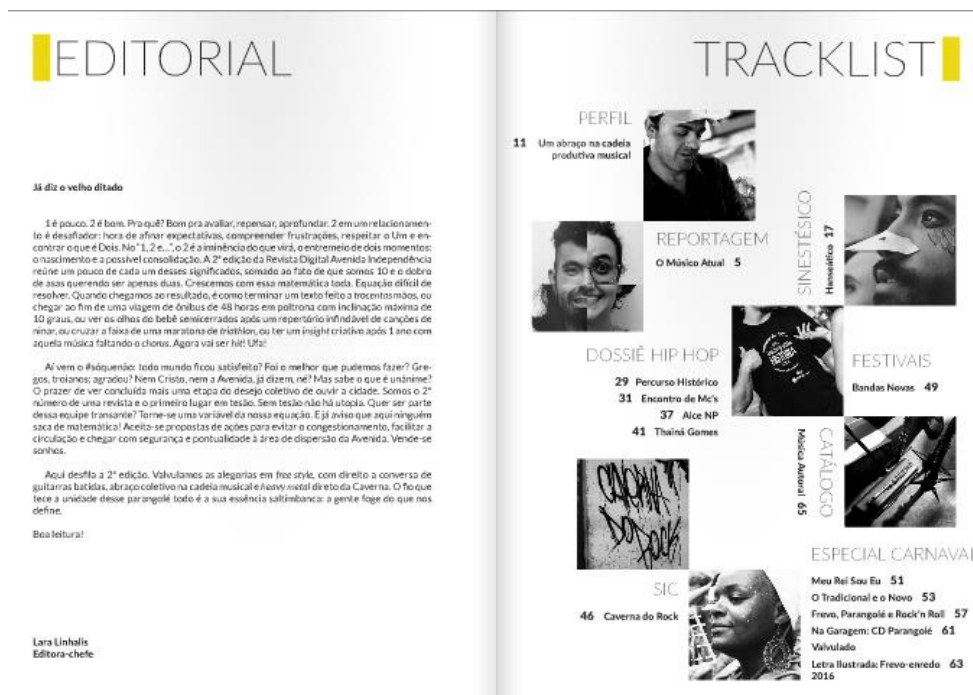 EDITORIAL
Já diz o velho ditado
1 é pouco. 2 é bom. Pra quê? Bom pra avaliar, repensar, aprofundar. 2 em um relacionamen-
to é desafiador: hora de afinar expectativas, compreender frustrações, respeitar o Um e en-
contrar o que é Dois. No "1, 2 e...", o 2 é a iminência do que virá, o entremeio de dois momentos:
o nascimento e a possível consolidação. A 2ª edição da Revista Digital Avenida Independência
reúne um pouco de cada um desses significados, somado ao fato de que somos 10 e o dobro
de asas querendo ser apenas duas. Crescemos com essa matemática toda. Equação difícil de
resolver. Quando chegamos ao resultado, é como terminar um texto feito a trocentas mãos, ou
chegar ao fim de uma viagem de ônibus de 48 horas em poltrona com inclinação máxima de
10 graus, ou ver os olhos do bebê semicerrados após um repertório infindável de canções de
ninar, ou cruzar a faixa de uma maratona de triathlon, ou ter um insight criativo após 1 ano com
aquela música faltando o chorus. Agora vai ser hit! Ufa!
Aí vem o #sóquenão: todo mundo ficou satisfeito? Foi o melhor que pudemos fazer? Gre-
gos, troianos; agradou? Nem Cristo, nem a Avenida, já dizem, né? Mas sabe o que é unânime?
O prazer de ver concluída mais uma etapa do desejo coletivo de ouvir a cidade. Somos o 2º
número de uma revista e o primeiro lugar em tesão. Sem tesão não há utopia. Quer ser parte
dessa equipe transante? Torne-se uma variável da nossa equação. E já aviso que aqui ninguém
saca de matemática! Aceita-se propostas de ações para evitar o congestionamento, facilitar a
circulação e chegar com segurança e pontualidade à área de dispersão da Avenida. Vende-se
sonhos.
Aqui desfila a 2ª edição. Valvulamos as alegorias em free style, com direito a conversa de
guitarras batidas, abraço coletivo na cadeia musical e heavy metal direto da Caverna. O fio que
tece a unidade desse parangolé todo é a sua essência saltimbanca: a gente foge do que nos
define.
Boa leitura!
Lara Linhalis
Editora-chefe
TRACKLIST
PERFIL
11 Um abraço na cadeia
produtiva musical
REPORTAGEM
O Músico Atual 5
SINESTÉSICO
Hanseático 17
DOSSIÊ HIP HOP
29 Percurso Histórico
31 Encontro de Mc's
37 Aice NP
41 Thainá Gomes
FESTIVAIS
Bandas Novas 49
CATÁLOGO
Música Autoral 65
CAVERNA
DO ROCK
SIC
46 Caverna do Rock
ESPECIAL CARNAVAL
Meu Rei Sou Eu 51
O Tradicional e o Novo 53
Frevo, Parangolé e Rock'n Roll 57
Na Garagem: CD Parangolé 61
Valvulado
Letra Ilustrada: Frevo-enredo 63
2016